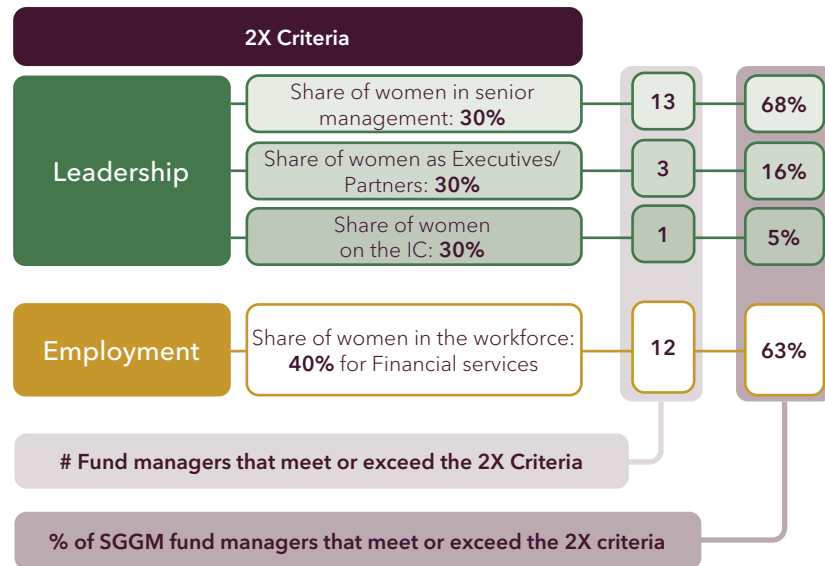 2X Criteria
Leadership
Share of women in senior
management: 30%
13
68%
Share of women as Executives/
Partners: 30%
3
16%
Share of women
on the IC: 30%
1
5%
Employment
Share of women in the workforce:
40% for Financial services
12
63%
# Fund managers that meet or exceed the 2X Criteria
% of SGGM fund managers that meet or exceed the 2X criteria